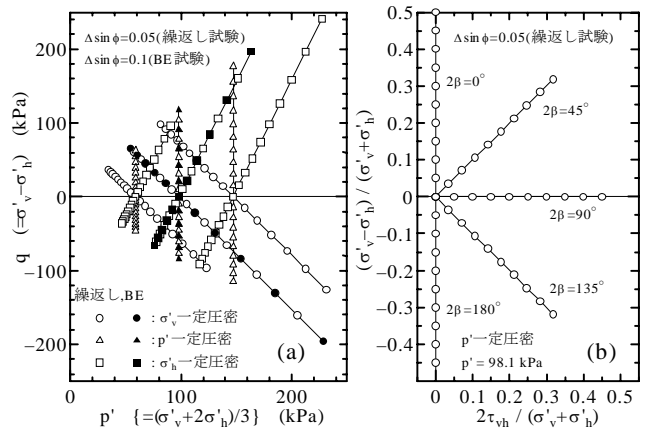 Δsinφ=0.05(繰返し試験)
Δsinφ=0.1(BE試験)
q (=σ'v−σ'h) (kPa)
200
100
0
−100
−200
繰返し,BE
○ ● : σ'v一定圧密
△ ▲ : p'一定圧密
□ ■ : σ'h一定圧密
(a)
0 100 200
p' {=(σ'v+2σ'h)/3} (kPa)
(σ'v−σ'h) / (σ'v+σ'h)
0.5
0.4
0.3
0.2
0.1
0
−0.1
−0.2
−0.3
−0.4
Δsinφ=0.05(繰返し試験)
2β=0°
2β=45°
2β=90°
2β=135°
2β=180°
p'一定圧密
p' = 98.1 kPa
(b)
0.0 0.1 0.2 0.3 0.4 0.5
2τvh / (σ'v+σ'h)